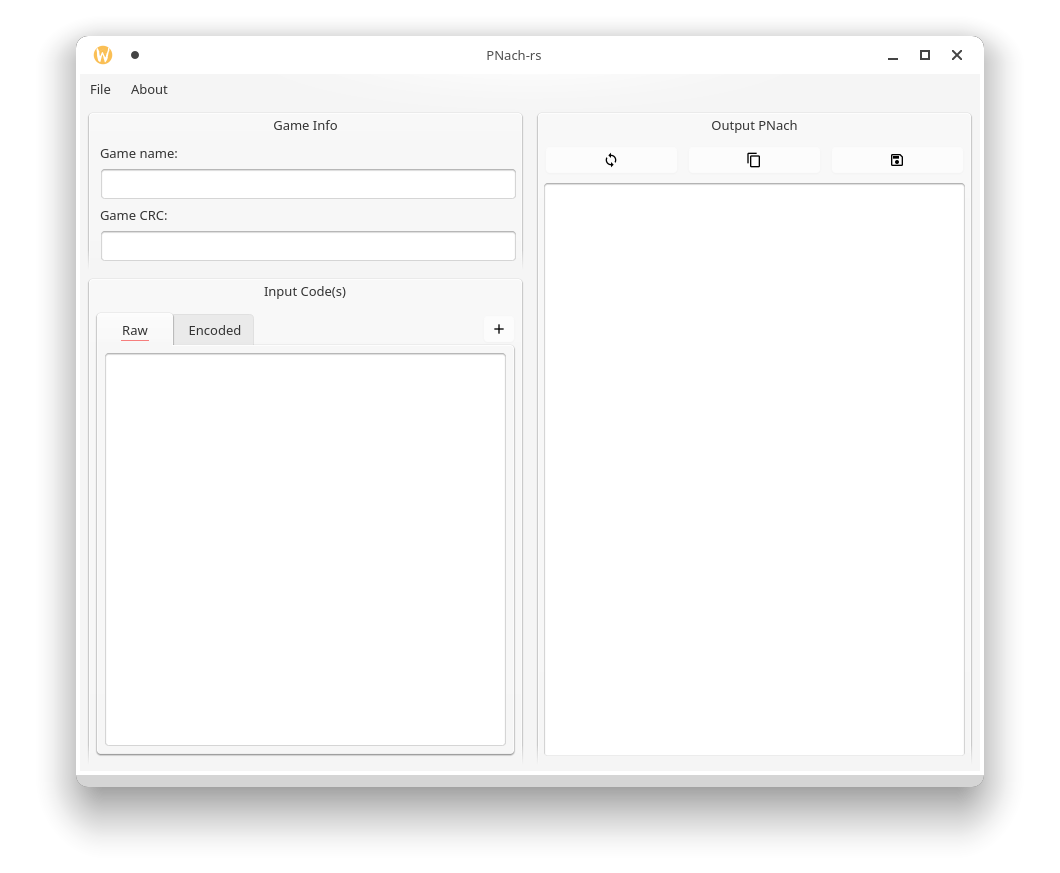 PNach-rs
File About
Game Info
Game name:
Game CRC:
Input Code(s)
Raw Encoded +
Output PNach